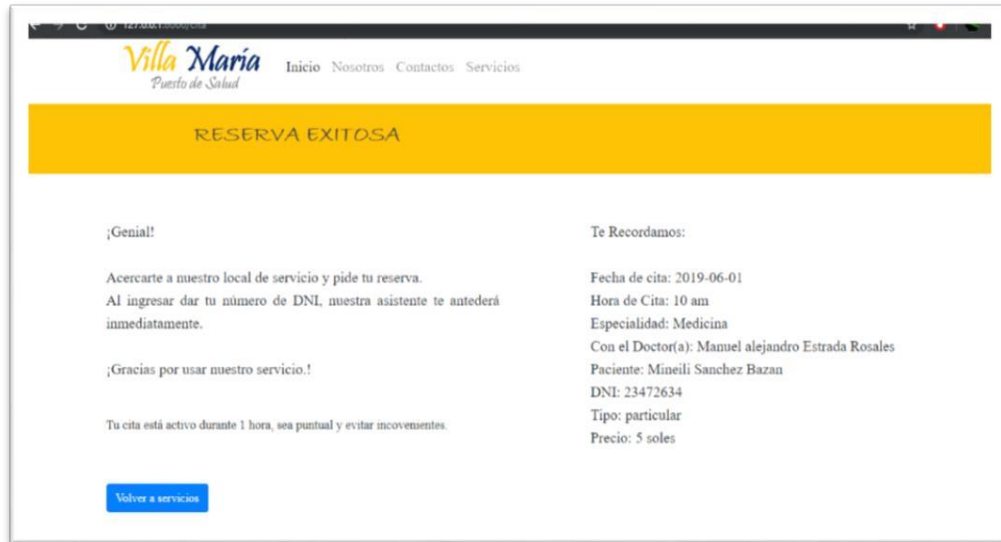 Villa María
Puesto de Salud
Inicio Nosotros Contactos Servicios
RESERVA EXITOSA
¡Genial!
Acercarte a nuestro local de servicio y pide tu reserva.
Al ingresar dar tu número de DNI, nuestra asistente te antederá
inmediatamente.
¡Gracias por usar nuestro servicio.!
Tu cita está activo durante 1 hora, sea puntual y evitar incovenientes.
Volver a servicios
Te Recordamos:
Fecha de cita: 2019-06-01
Hora de Cita: 10 am
Especialidad: Medicina
Con el Doctor(a): Manuel alejandro Estrada Rosales
Paciente: Mineili Sanchez Bazan
DNI: 23472634
Tipo: particular
Precio: 5 soles